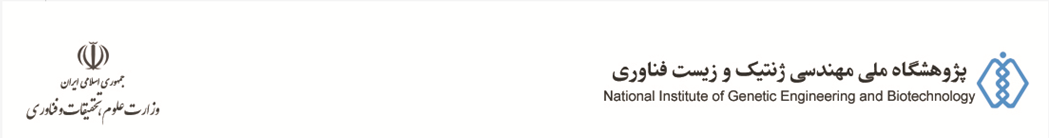 پژوهشگاه ملی مهندسی ژنتیک و زیست فناوری
National Institute of Genetic Engineering and Biotechnology
جمهوری اسلامی ایران
وزارت علوم، تحقیقات و فناوری